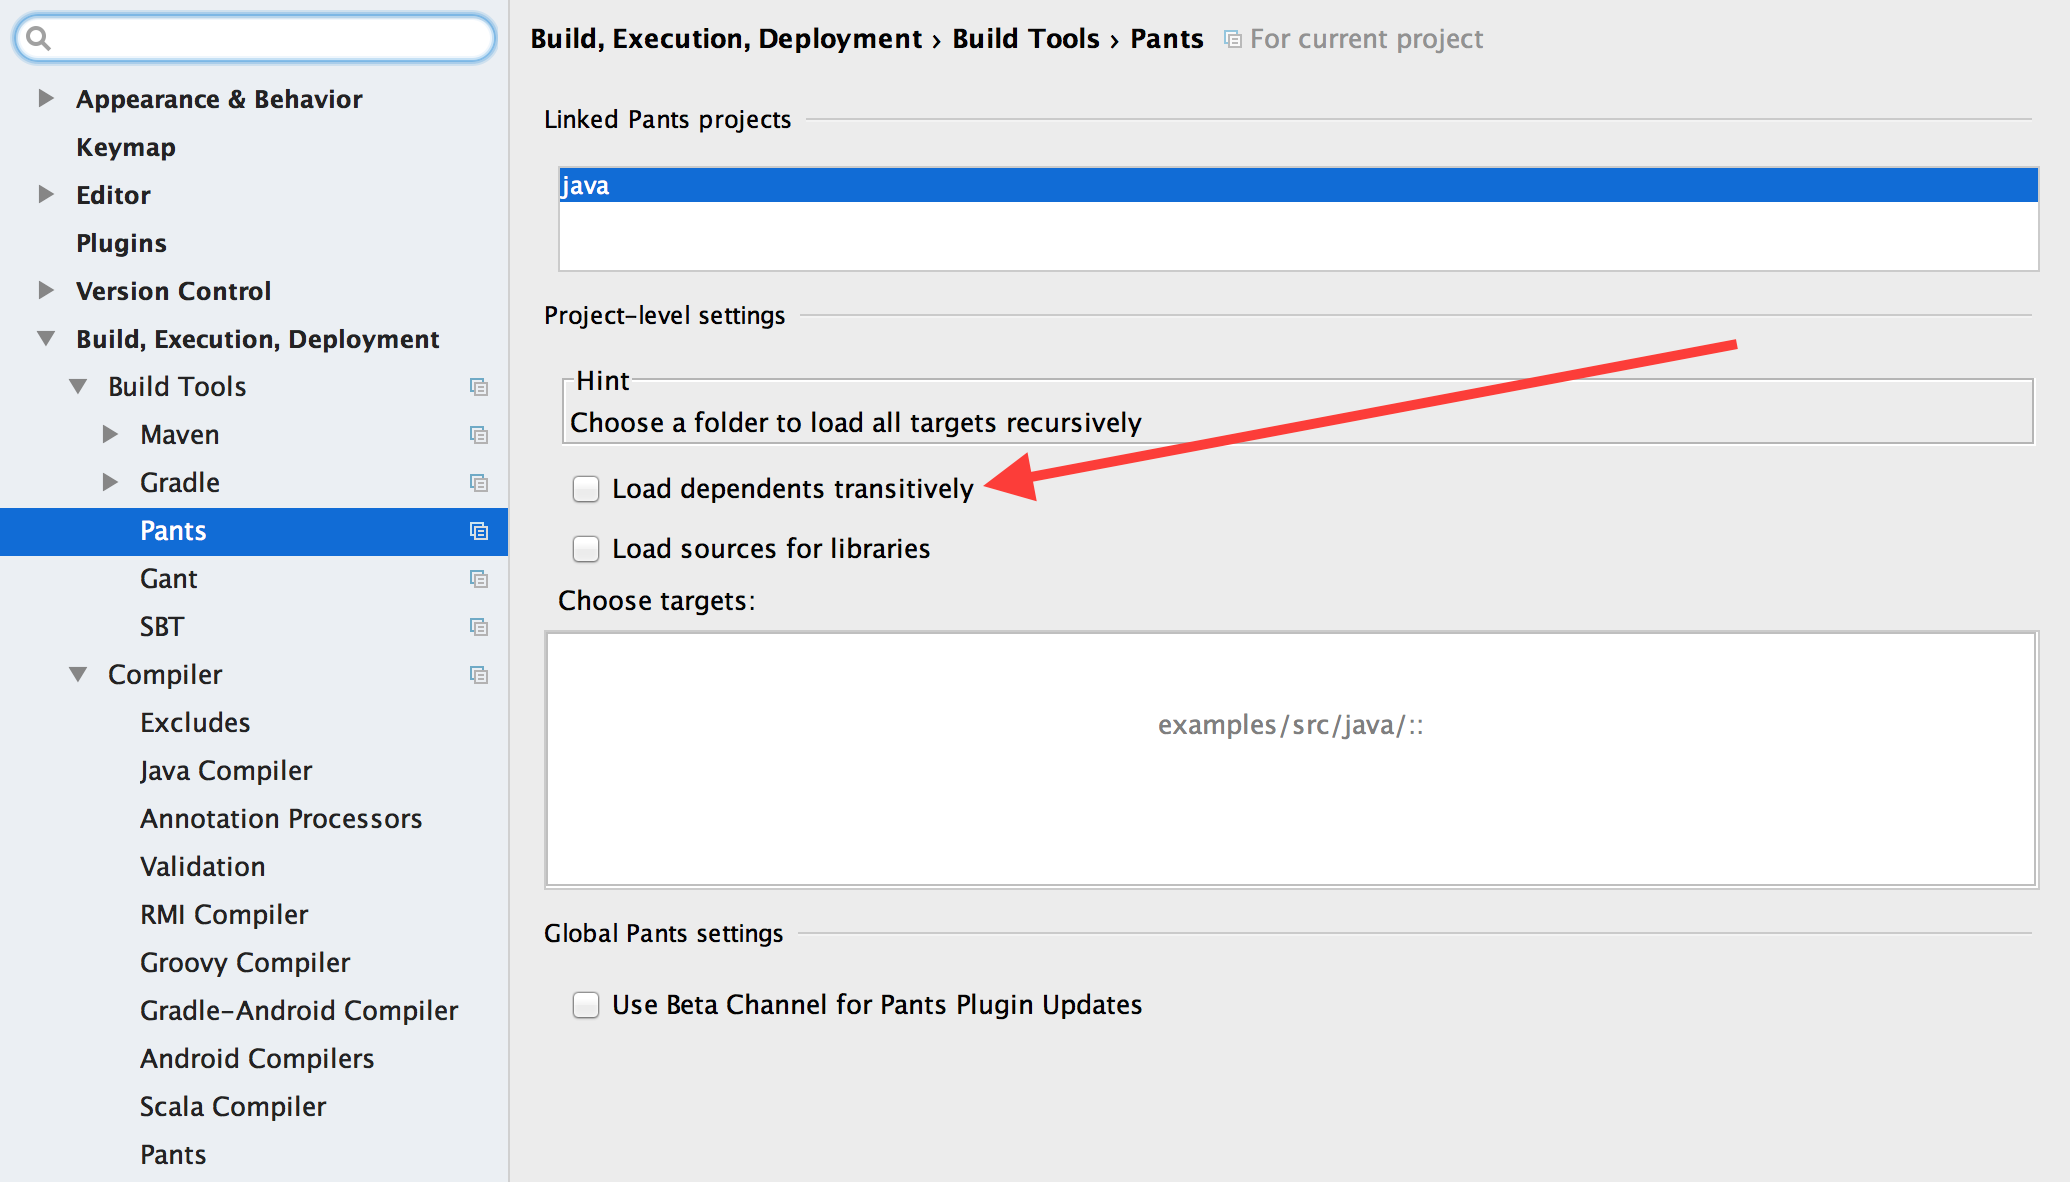 Appearance & Behavior
Keymap
Editor
Plugins
Version Control
Build, Execution, Deployment
Build Tools
Maven
Gradle
Pants
Gant
SBT
Compiler
Excludes
Java Compiler
Annotation Processors
Validation
RMI Compiler
Groovy Compiler
Gradle-Android Compiler
Android Compilers
Scala Compiler
Pants
Build, Execution, Deployment › Build Tools › Pants For current project
Linked Pants projects
java
Project-level settings
Hint
Choose a folder to load all targets recursively
Load dependents transitively
Load sources for libraries
Choose targets:
examples/src/java/::
Global Pants settings
Use Beta Channel for Pants Plugin Updates